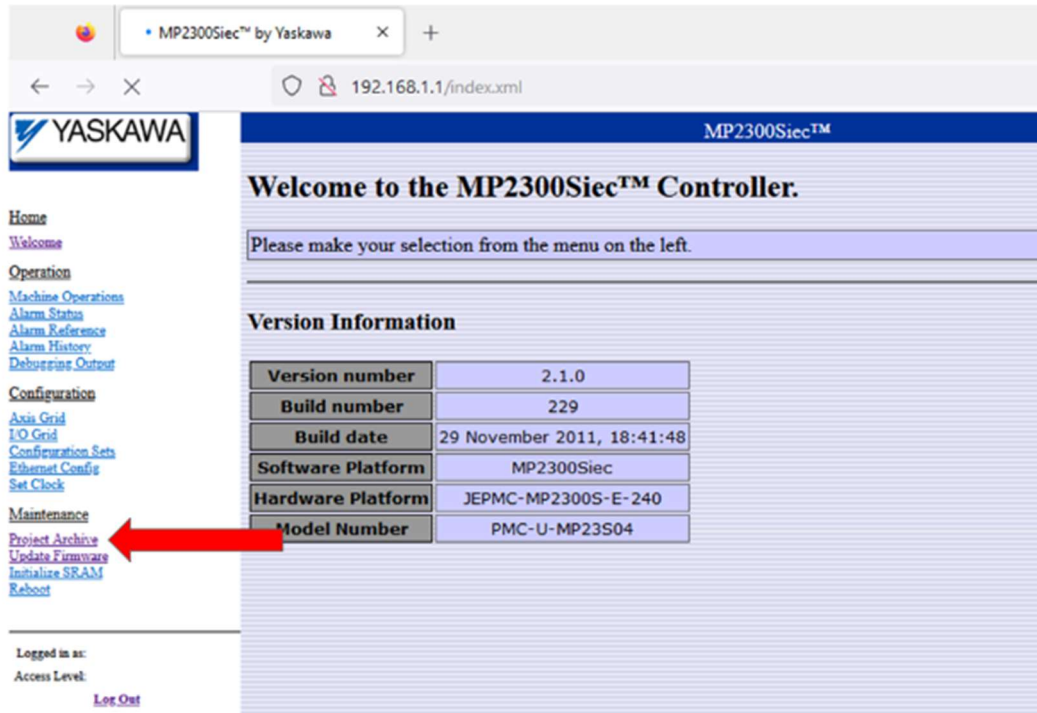 MP2300Siec™ by Yaskawa
192.168.1.1/index.xml
YASKAWA
MP2300Siec™
Welcome to the MP2300Siec™ Controller.
Please make your selection from the menu on the left.
Home
Welcome
Operation
Machine Operations
Alarm Status
Alarm Reference
Alarm History
Debugging Output
Configuration
Axis Grid
I/O Grid
Configuration Sets
Ethernet Config
Set Clock
Maintenance
Project Archive
Update Firmware
Initialize SRAM
Reboot
Logged in as:
Access Level:
Log Out
Version Information
Version number 2.1.0
Build number 229
Build date 29 November 2011, 18:41:48
Software Platform MP2300Siec
Hardware Platform JEPMC-MP2300S-E-240
Model Number PMC-U-MP23S04